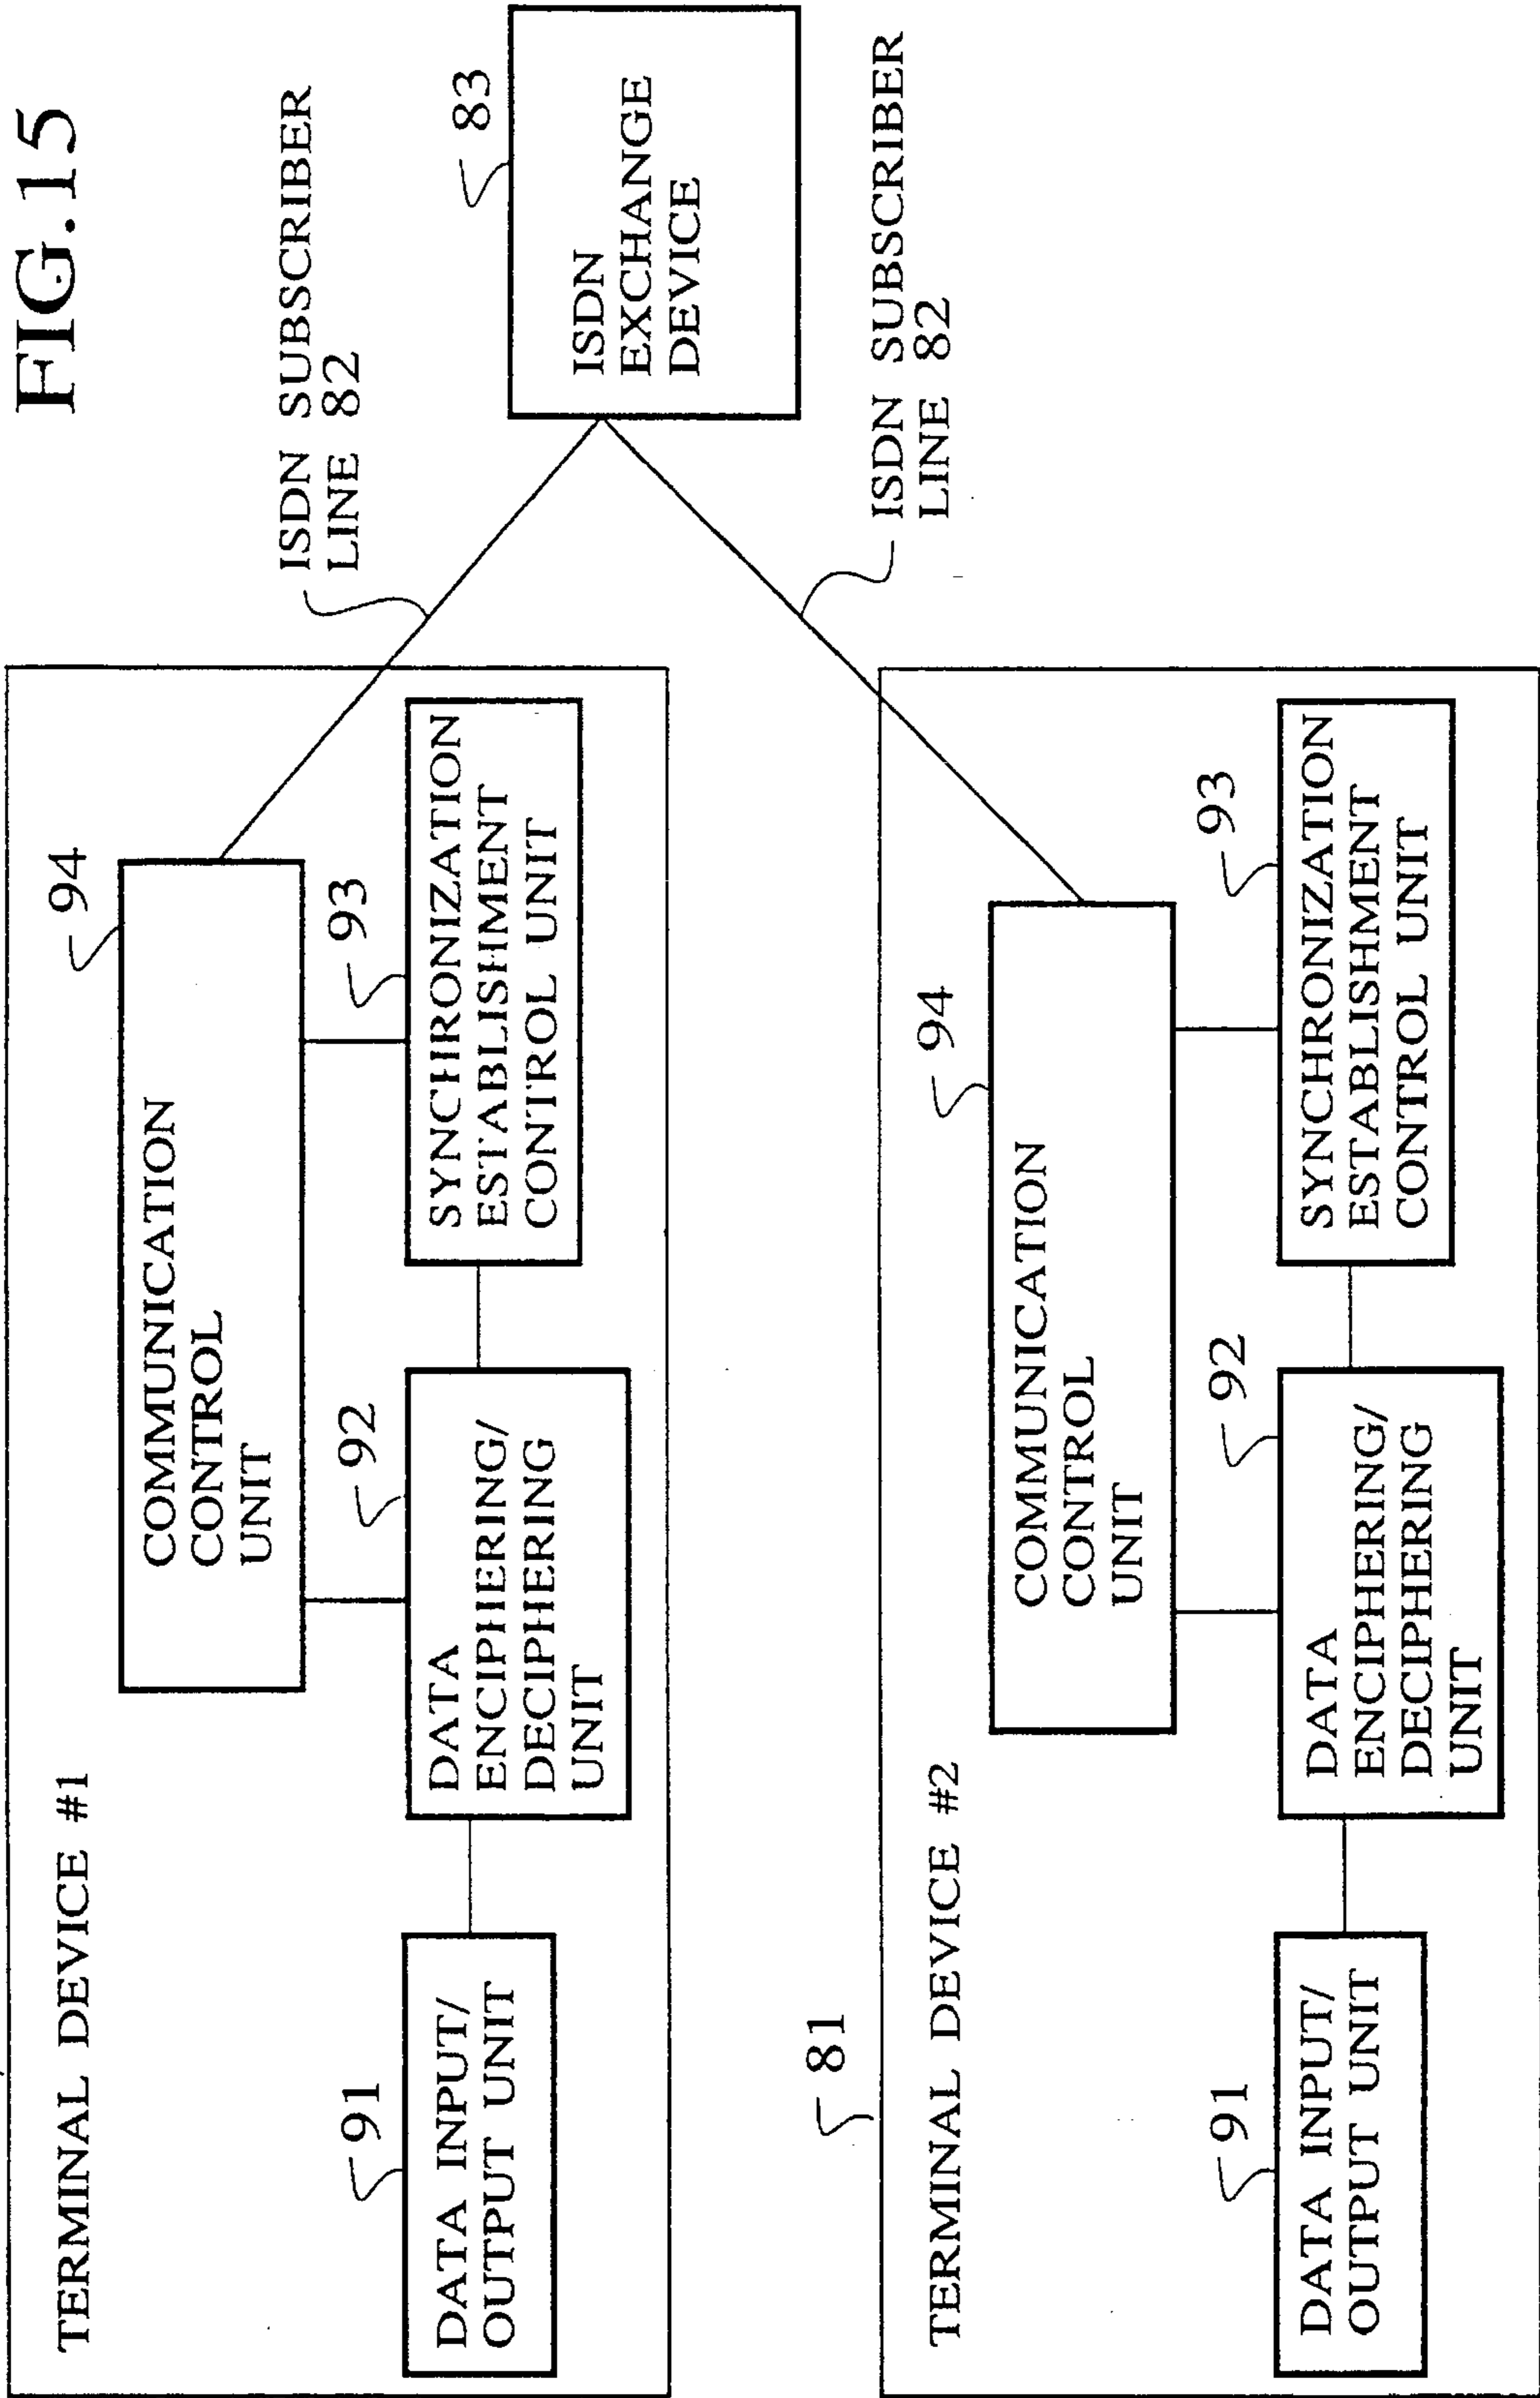 FIG.15
TERMINAL DEVICE #1
94
COMMUNICATION
CONTROL
UNIT
ISDN SUBSCRIBER
LINE 82
91
DATA INPUT/
OUTPUT UNIT
92
DATA
ENCIPHERING/
DECIPHERING
UNIT
93
SYNCHRONIZATION
ESTABLISHMENT
CONTROL UNIT
83
ISDN
EXCHANGE
DEVICE
81
TERMINAL DEVICE #2
94
COMMUNICATION
CONTROL
UNIT
ISDN SUBSCRIBER
LINE 82
91
DATA INPUT/
OUTPUT UNIT
92
DATA
ENCIPHERING/
DECIPHERING
UNIT
93
SYNCHRONIZATION
ESTABLISHMENT
CONTROL UNIT